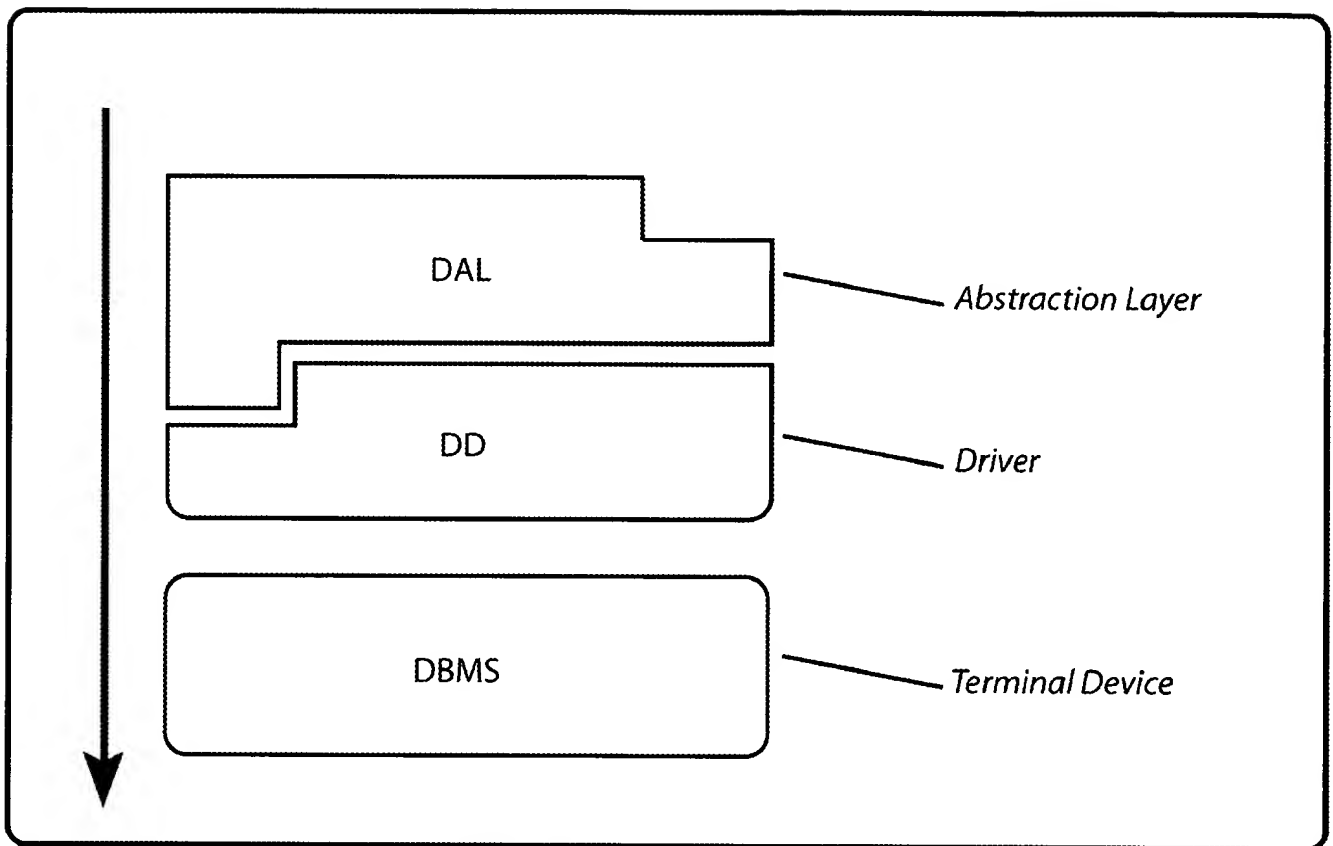 DAL
Abstraction Layer
DD
Driver
DBMS
Terminal Device